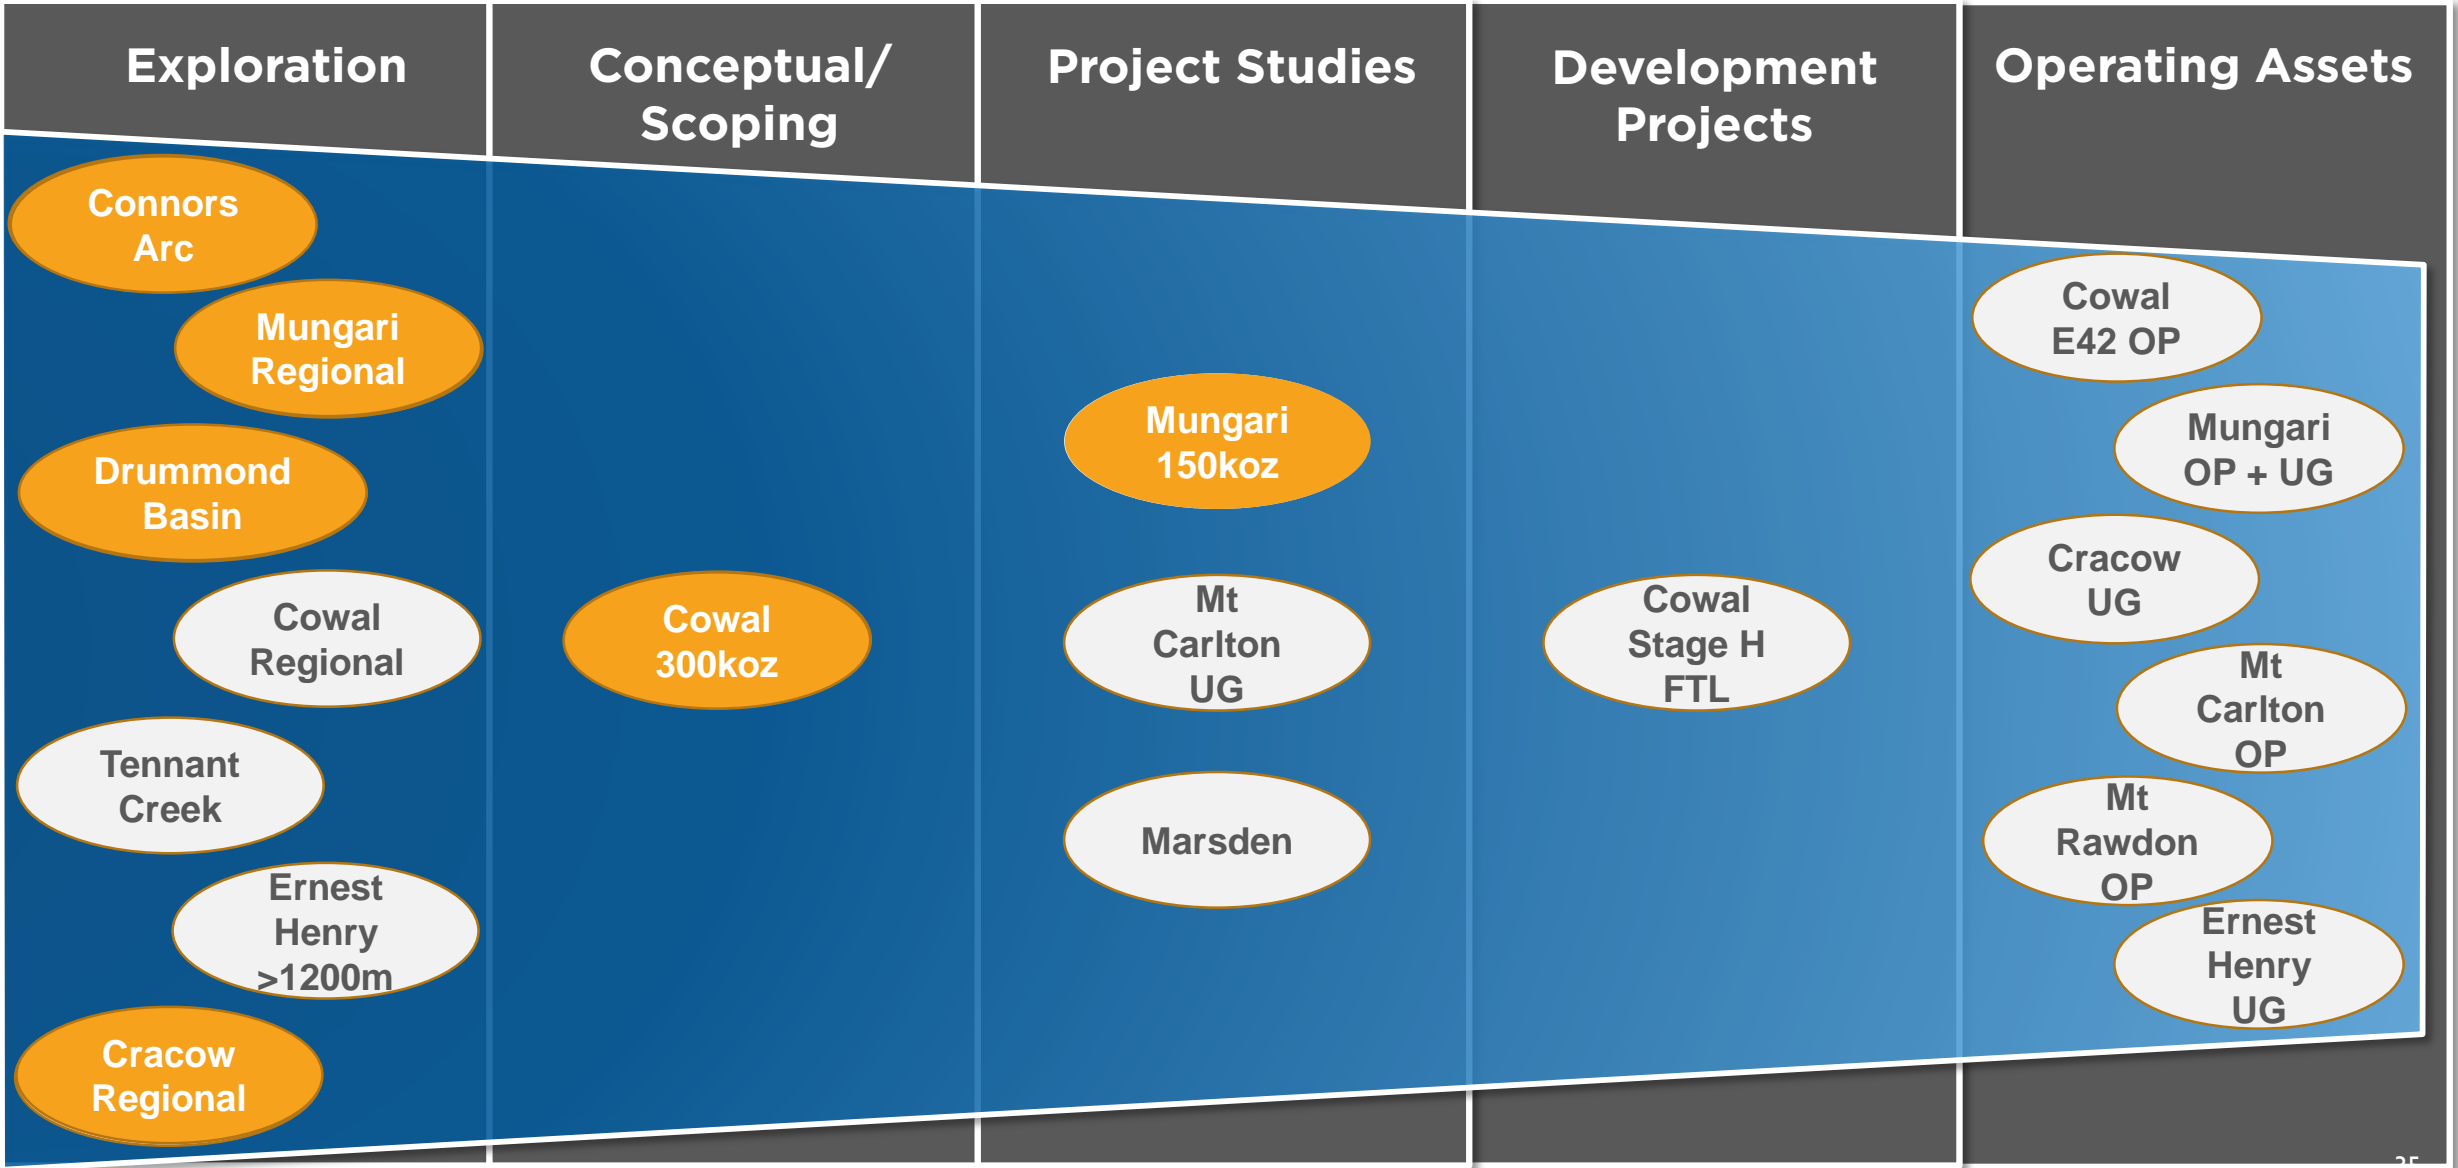 Exploration
Conceptual/
Scoping
Project Studies
Development
Projects
Operating Assets
Connors
Arc
Mungari
Regional
Drummond
Basin
Cowal
Regional
Tennant
Creek
Ernest
Henry
>1200m
Cracow
Regional
Cowal
300koz
Mungari
150koz
Mt
Carlton
UG
Marsden
Cowal
Stage H
FTL
Cowal
E42 OP
Mungari
OP + UG
Cracow
UG
Mt
Carlton
OP
Mt
Rawdon
OP
Ernest
Henry
UG